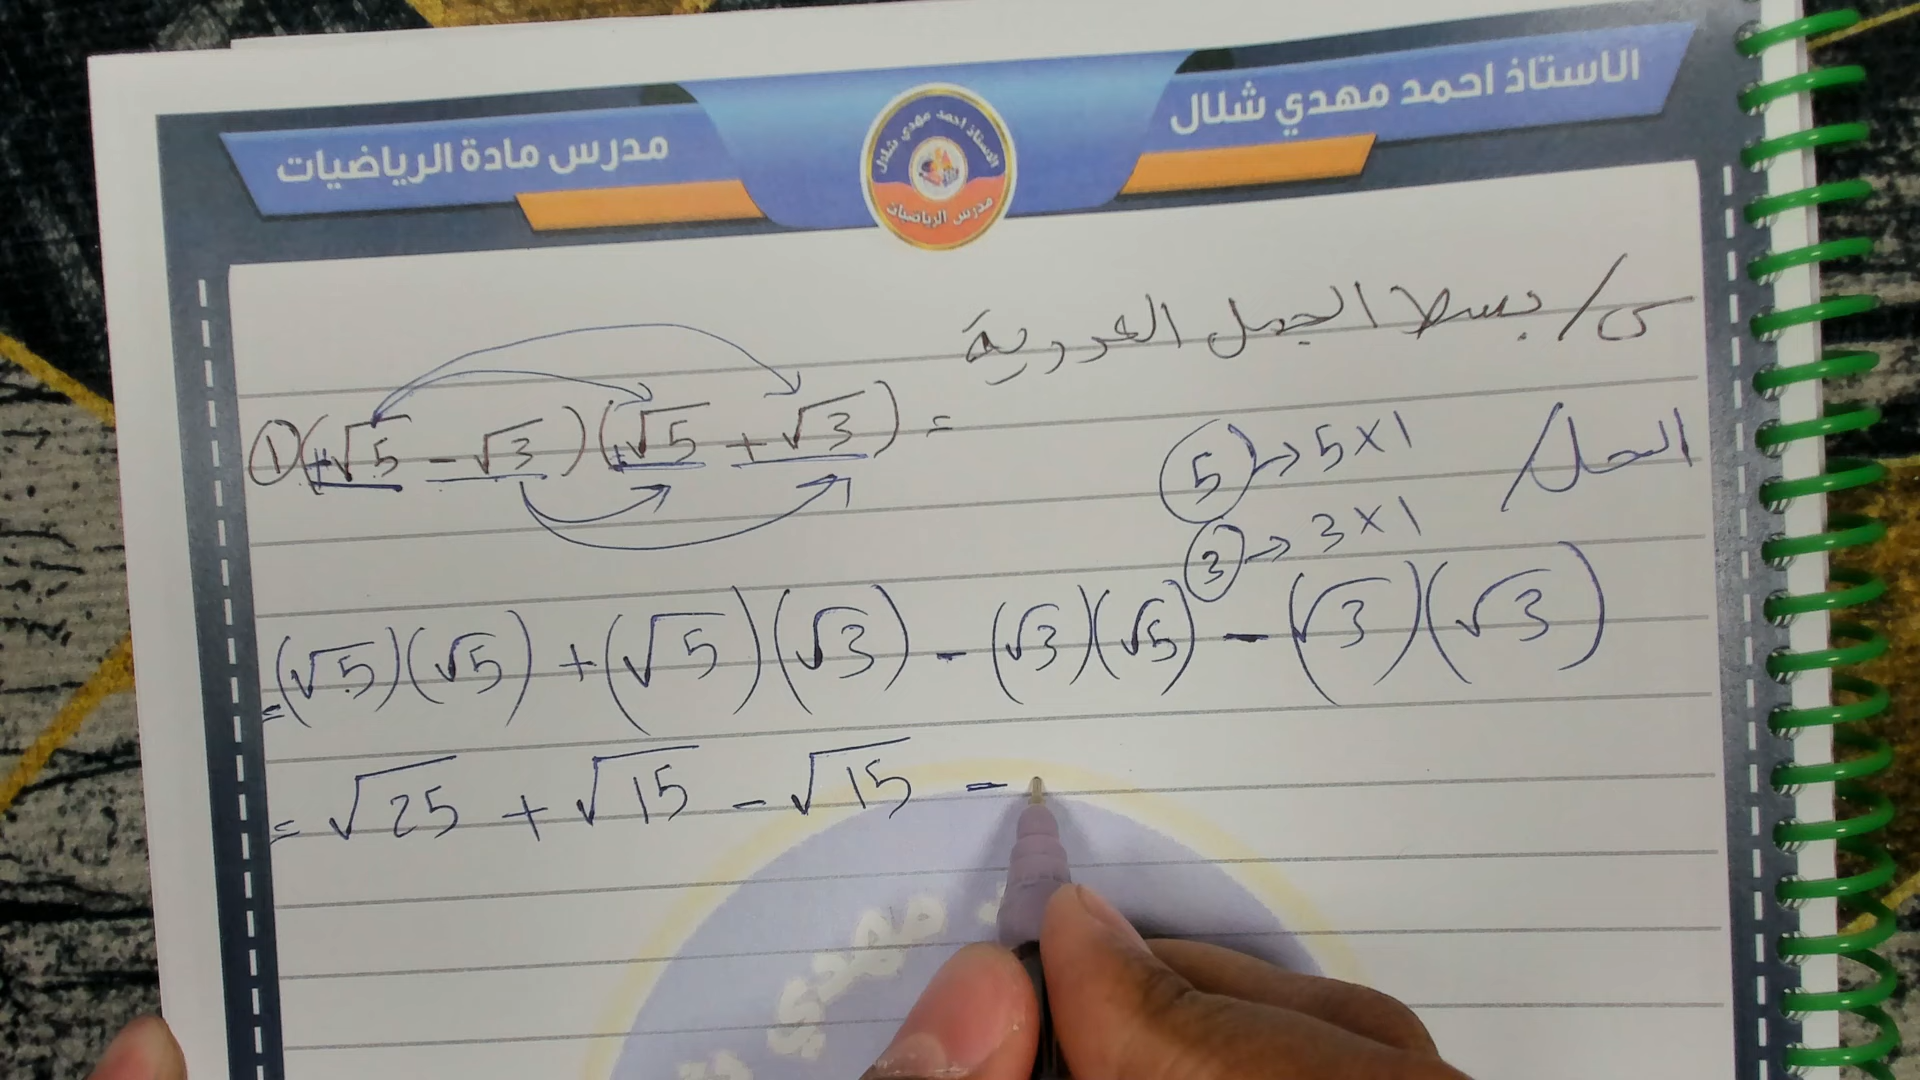 الاستاذ احمد مهدي شلال
مدرس مادة الرياضيات
الاستاذ احمد مهدي شلال
مدرس الرياضيات
س/ بسط الجمل العددية
① (+√5 - √3)(+√5 + √3) =
الحل/
5 → 5×1
3 → 3×1
= (√5)(√5) + (√5)(√3) - (√3)(√5) - (√3)(√3)
= √25 + √15 - √15 -
مهدي